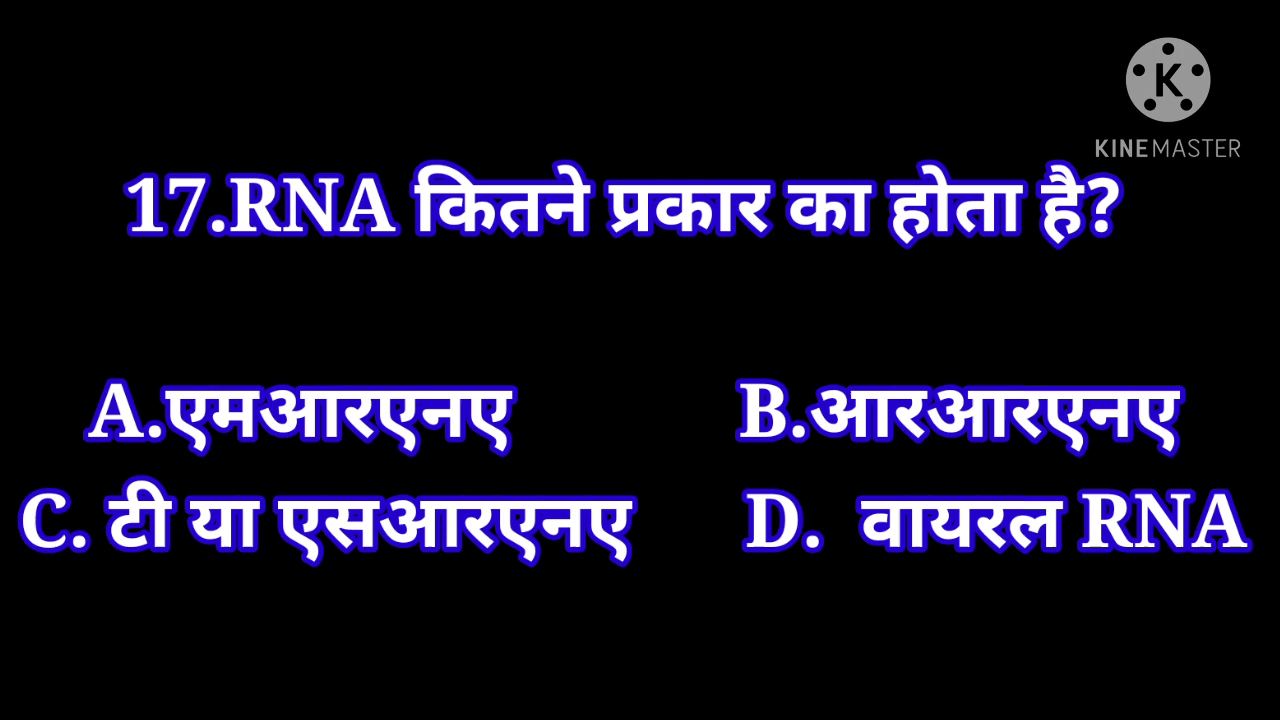 K
KINEMASTER
17.RNA कितने प्रकार का होता है?
A.एमआरएनए B.आरआरएनए
C. टी या एसआरएनए D. वायरल RNA